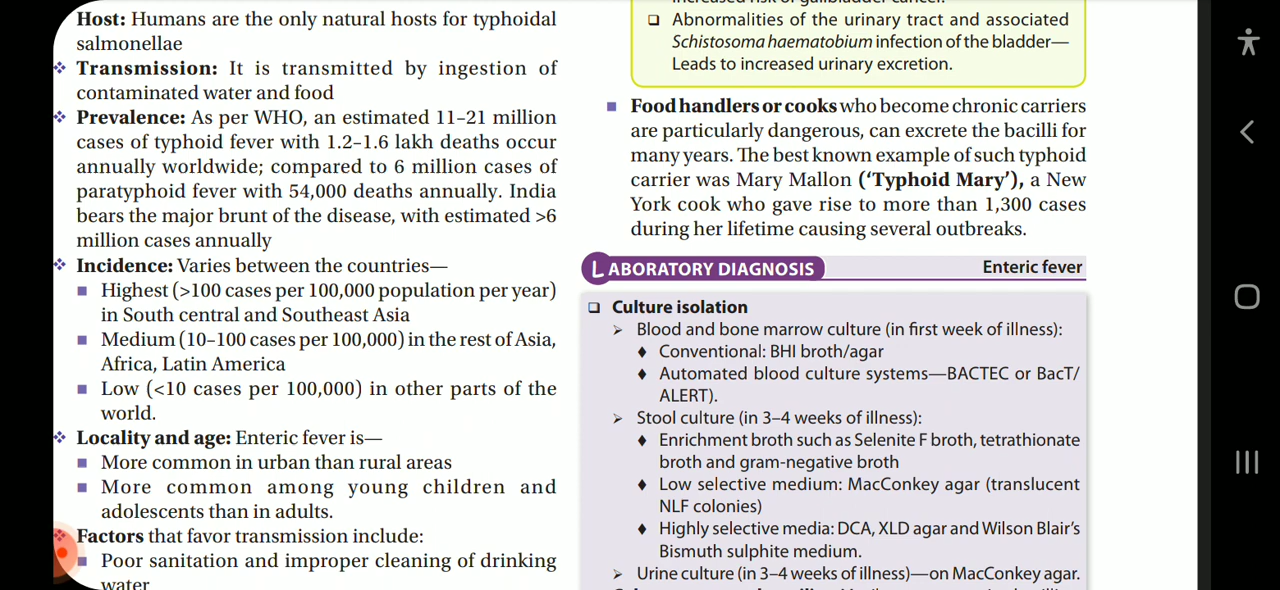 Host: Humans are the only natural hosts for typhoidal
salmonellae
Transmission: It is transmitted by ingestion of
contaminated water and food
Prevalence: As per WHO, an estimated 11–21 million
cases of typhoid fever with 1.2–1.6 lakh deaths occur
annually worldwide; compared to 6 million cases of
paratyphoid fever with 54,000 deaths annually. India
bears the major brunt of the disease, with estimated >6
million cases annually
Incidence: Varies between the countries—
Highest (>100 cases per 100,000 population per year)
in South central and Southeast Asia
Medium (10–100 cases per 100,000) in the rest of Asia,
Africa, Latin America
Low (<10 cases per 100,000) in other parts of the
world.
Locality and age: Enteric fever is—
More common in urban than rural areas
More common among young children and
adolescents than in adults.
Factors that favor transmission include:
Poor sanitation and improper cleaning of drinking
water
increased risk of gallbladder cancer.
Abnormalities of the urinary tract and associated
Schistosoma haematobium infection of the bladder—
Leads to increased urinary excretion.
Food handlers or cooks who become chronic carriers
are particularly dangerous, can excrete the bacilli for
many years. The best known example of such typhoid
carrier was Mary Mallon (‘Typhoid Mary’), a New
York cook who gave rise to more than 1,300 cases
during her lifetime causing several outbreaks.
LABORATORY DIAGNOSIS Enteric fever
Culture isolation
Blood and bone marrow culture (in first week of illness):
Conventional: BHI broth/agar
Automated blood culture systems—BACTEC or BacT/
ALERT).
Stool culture (in 3–4 weeks of illness):
Enrichment broth such as Selenite F broth, tetrathionate
broth and gram-negative broth
Low selective medium: MacConkey agar (translucent
NLF colonies)
Highly selective media: DCA, XLD agar and Wilson Blair's
Bismuth sulphite medium.
Urine culture (in 3–4 weeks of illness)—on MacConkey agar.